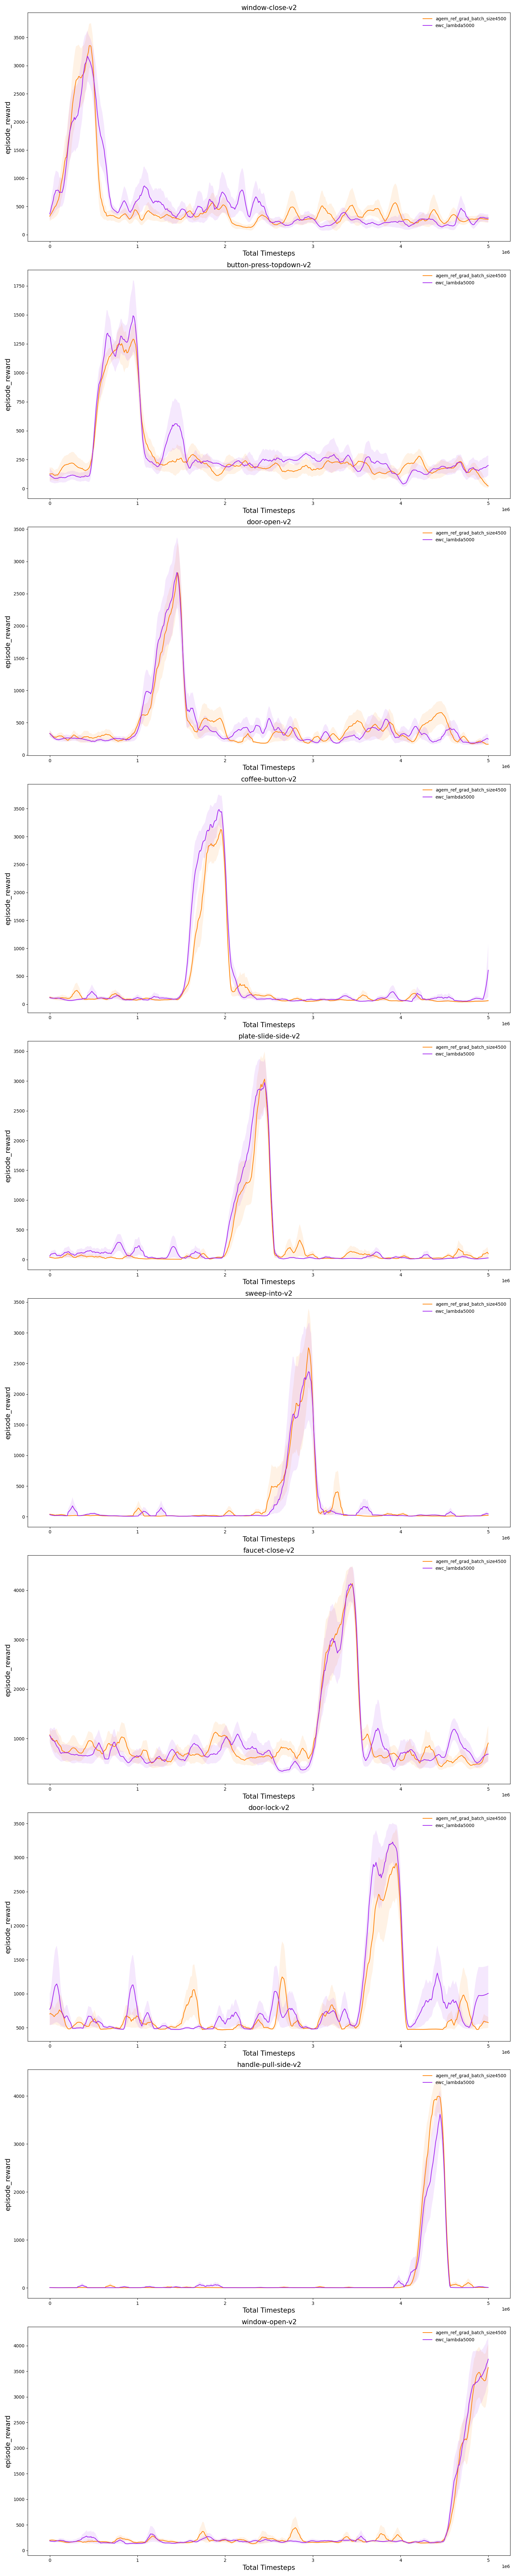 window-close-v2
agem_ref_grad_batch_size4500
ewc_lambda5000
episode_reward
3500
3000
2500
2000
1500
1000
500
0
0 1 2 3 4 5
Total Timesteps
1e6
button-press-topdown-v2
agem_ref_grad_batch_size4500
ewc_lambda5000
episode_reward
1750
1500
1250
1000
750
500
250
0
0 1 2 3 4 5
Total Timesteps
1e6
door-open-v2
agem_ref_grad_batch_size4500
ewc_lambda5000
episode_reward
3500
3000
2500
2000
1500
1000
500
0
0 1 2 3 4 5
Total Timesteps
1e6
coffee-button-v2
agem_ref_grad_batch_size4500
ewc_lambda5000
episode_reward
3500
3000
2500
2000
1500
1000
500
0
0 1 2 3 4 5
Total Timesteps
1e6
plate-slide-side-v2
agem_ref_grad_batch_size4500
ewc_lambda5000
episode_reward
3500
3000
2500
2000
1500
1000
500
0
0 1 2 3 4 5
Total Timesteps
1e6
sweep-into-v2
agem_ref_grad_batch_size4500
ewc_lambda5000
episode_reward
3500
3000
2500
2000
1500
1000
500
0
0 1 2 3 4 5
Total Timesteps
1e6
faucet-close-v2
agem_ref_grad_batch_size4500
ewc_lambda5000
episode_reward
4000
3000
2000
1000
0 1 2 3 4 5
Total Timesteps
1e6
door-lock-v2
agem_ref_grad_batch_size4500
ewc_lambda5000
episode_reward
3500
3000
2500
2000
1500
1000
500
0 1 2 3 4 5
Total Timesteps
1e6
handle-pull-side-v2
agem_ref_grad_batch_size4500
ewc_lambda5000
episode_reward
4000
3000
2000
1000
0
0 1 2 3 4 5
Total Timesteps
1e6
window-open-v2
agem_ref_grad_batch_size4500
ewc_lambda5000
episode_reward
4000
3500
3000
2500
2000
1500
1000
500
0
0 1 2 3 4 5
Total Timesteps
1e6